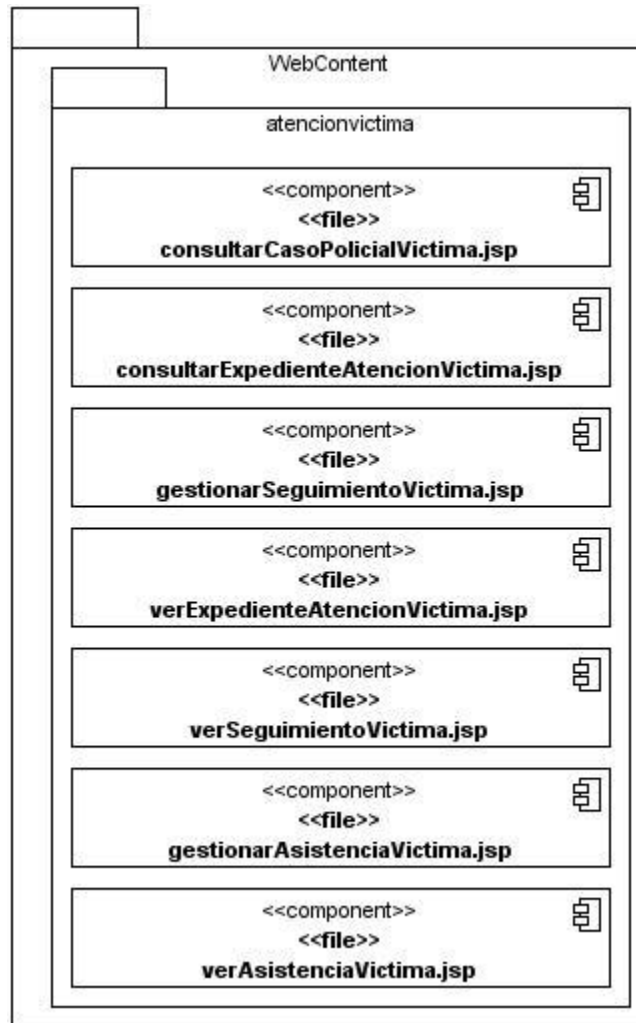 WebContent
atencionvictima
<<component>>
<<file>>
consultarCasoPolicialVictima.jsp
<<component>>
<<file>>
consultarExpedienteAtencionVictima.jsp
<<component>>
<<file>>
gestionarSeguimientoVictima.jsp
<<component>>
<<file>>
verExpedienteAtencionVictima.jsp
<<component>>
<<file>>
verSeguimientoVictima.jsp
<<component>>
<<file>>
gestionarAsistenciaVictima.jsp
<<component>>
<<file>>
verAsistenciaVictima.jsp